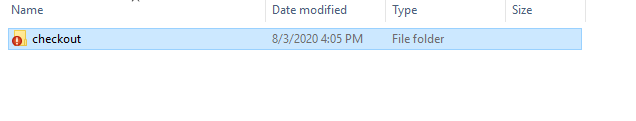 Name Date modified Type Size
checkout 8/3/2020 4:05 PM File folder